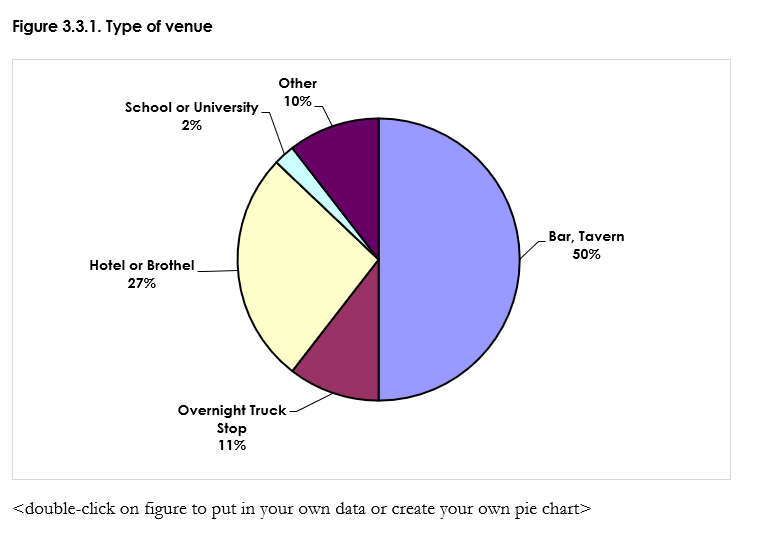 Figure 3.3.1. Type of venue
Other
10%
School or University
2%
Bar, Tavern
50%
Hotel or Brothel
27%
Overnight Truck
Stop
11%
<double-click on figure to put in your own data or create your own pie chart>